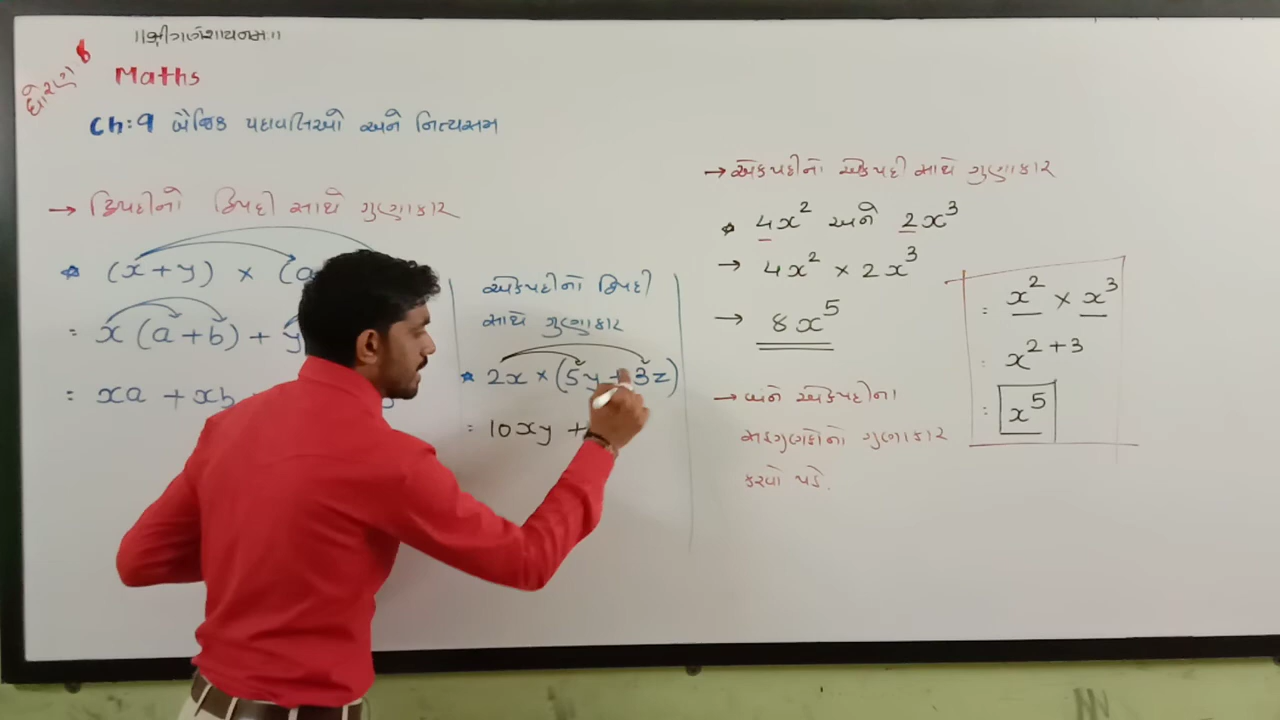 ॥શ્રી ગણેશાય નમઃ॥
ધોરણ 8
Maths
Ch:9 બૈજિક પદાવલિઓ અને નિત્યસમ
→ દ્વિપદીનો દ્વિપદી સાથે ગુણાકાર
* (x+y) × (a
: x(a+b) + y
: xa + xb
એકપદીનો દ્વિપદી
સાથે ગુણાકાર
* 2x × (5y + 3z)
: 10xy +
→ એકપદીનો એકપદી સાથે ગુણાકાર
* 4x² અને 2x³
→ 4x² × 2x³
→ 8x⁵
→ બંને એકપદીના
સહગુણકોનો ગુણાકાર
કરવો પડે.
: x² × x³
: x²⁺³
: x⁵